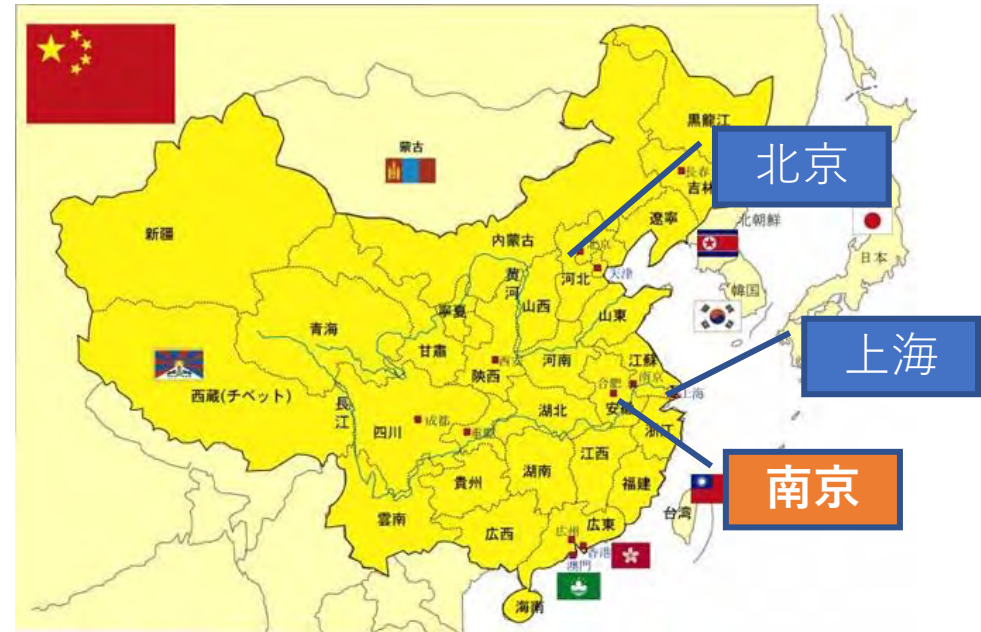 黒龍江
北京
蒙古
長春
吉林
遼寧
北朝鮮
新疆
内蒙古
北京
日本
黄河
河北
天津
韓国
寧夏
山西
山東
青海
上海
甘粛
西安
河南
江蘇
陝西
南京
合肥
上海
西蔵(チベット)
長江
成都
湖北
安徽
四川
重慶
浙江
江西
南京
湖南
貴州
福建
台湾
雲南
広西
広州
広東
香港
澳門
海南